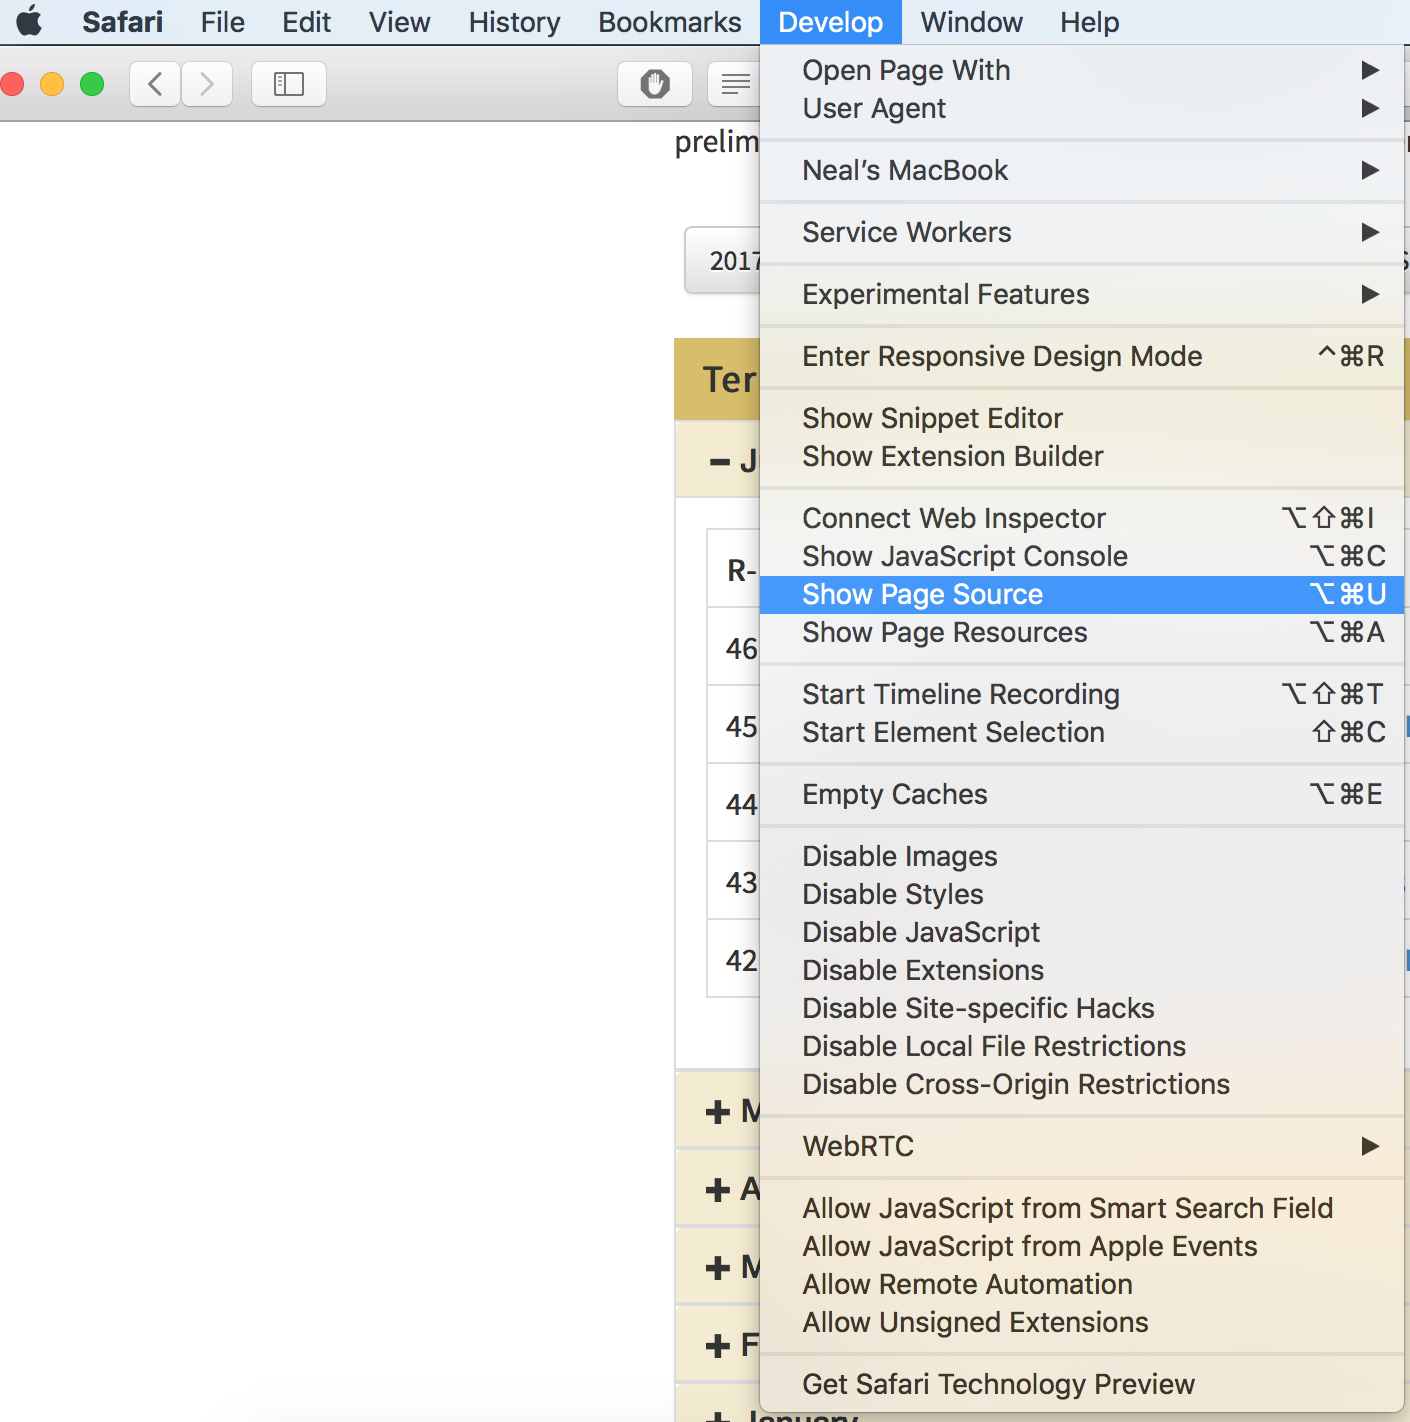 Safari File Edit View History Bookmarks Develop Window Help
prelim
2017
Ter
R-
46
45
44
43
42
Open Page With
User Agent
Neal’s MacBook
Service Workers
Experimental Features
Enter Responsive Design Mode ^⌘R
Show Snippet Editor
Show Extension Builder
Connect Web Inspector ⌥⇧⌘I
Show JavaScript Console ⌥⌘C
Show Page Source ⌥⌘U
Show Page Resources ⌥⌘A
Start Timeline Recording ⌥⇧⌘T
Start Element Selection ⇧⌘C
Empty Caches ⌥⌘E
Disable Images
Disable Styles
Disable JavaScript
Disable Extensions
Disable Site-specific Hacks
Disable Local File Restrictions
Disable Cross-Origin Restrictions
WebRTC
Allow JavaScript from Smart Search Field
Allow JavaScript from Apple Events
Allow Remote Automation
Allow Unsigned Extensions
Get Safari Technology Preview
January